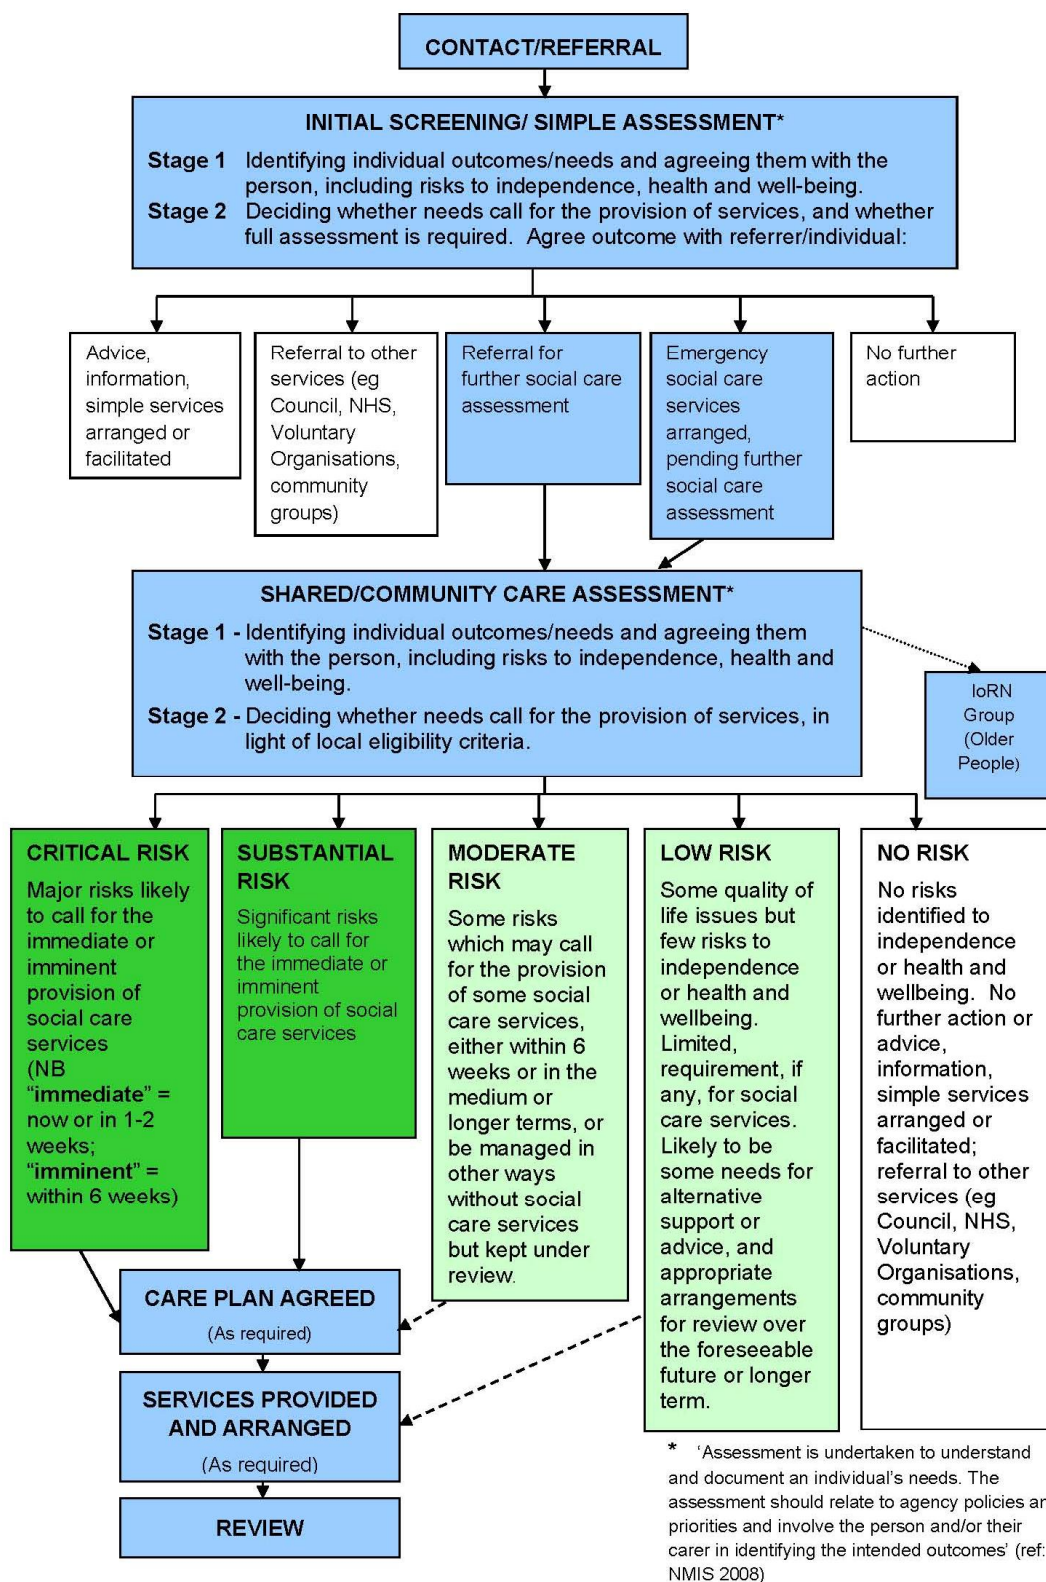 CONTACT/REFERRAL
INITIAL SCREENING/ SIMPLE ASSESSMENT*
Stage 1 Identifying individual outcomes/needs and agreeing them with the
person, including risks to independence, health and well-being.
Stage 2 Deciding whether needs call for the provision of services, and whether
full assessment is required. Agree outcome with referrer/individual:
Advice,
information,
simple services
arranged or
facilitated
Referral to other
services (eg
Council, NHS,
Voluntary
Organisations,
community
groups)
Referral for
further social care
assessment
Emergency
social care
services
arranged,
pending further
social care
assessment
No further
action
SHARED/COMMUNITY CARE ASSESSMENT*
Stage 1 - Identifying individual outcomes/needs and agreeing them
with the person, including risks to independence, health and
well-being.
Stage 2 - Deciding whether needs call for the provision of services, in
light of local eligibility criteria.
IoRN
Group
(Older
People)
CRITICAL RISK
Major risks likely
to call for the
immediate or
imminent
provision of
social care
services
(NB
“immediate” =
now or in 1-2
weeks;
“imminent” =
within 6 weeks)
SUBSTANTIAL
RISK
Significant risks
likely to call for
the immediate or
imminent
provision of social
care services
MODERATE
RISK
Some risks
which may call
for the provision
of some social
care services,
either within 6
weeks or in the
medium or
longer terms, or
be managed in
other ways
without social
care services
but kept under
review.
LOW RISK
Some quality of
life issues but
few risks to
independence
or health and
wellbeing.
Limited,
requirement, if
any, for social
care services.
Likely to be
some needs for
alternative
support or
advice, and
appropriate
arrangements
for review over
the foreseeable
future or longer
term.
NO RISK
No risks
identified to
independence
or health and
wellbeing. No
further action or
advice,
information,
simple services
arranged or
facilitated;
referral to other
services (eg
Council, NHS,
Voluntary
Organisations,
community
groups)
CARE PLAN AGREED
(As required)
SERVICES PROVIDED
AND ARRANGED
(As required)
REVIEW
* ‘Assessment is undertaken to understand
and document an individual’s needs. The
assessment should relate to agency policies an
priorities and involve the person and/or their
carer in identifying the intended outcomes’ (ref:
NMIS 2008)